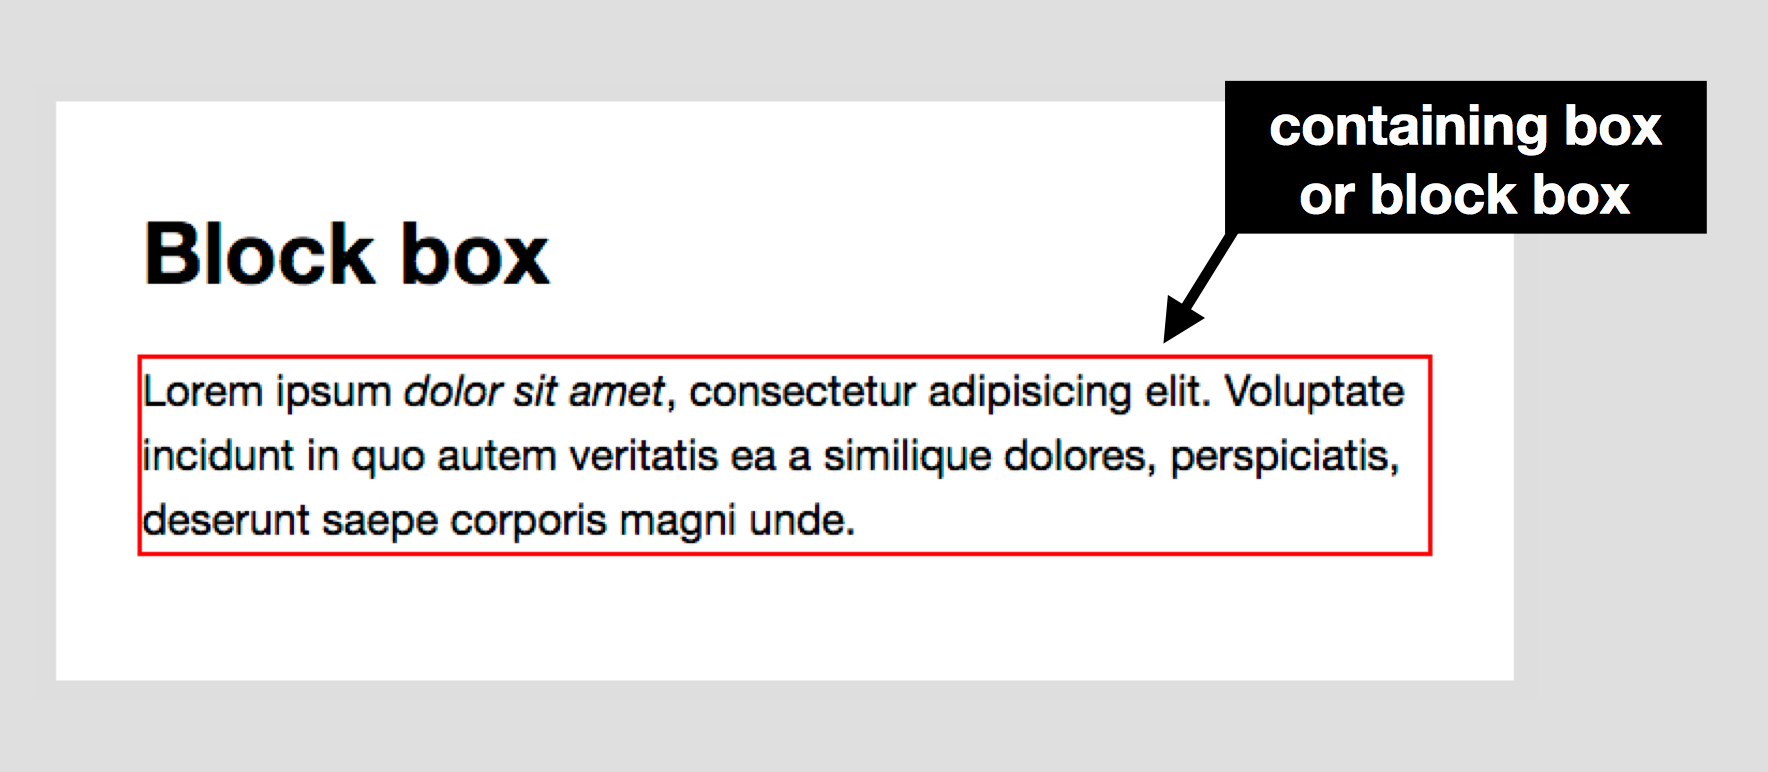 containing box
or block box
Block box
Lorem ipsum dolor sit amet, consectetur adipisicing elit. Voluptate
incidunt in quo autem veritatis ea a similique dolores, perspiciatis,
deserunt saepe corporis magni unde.